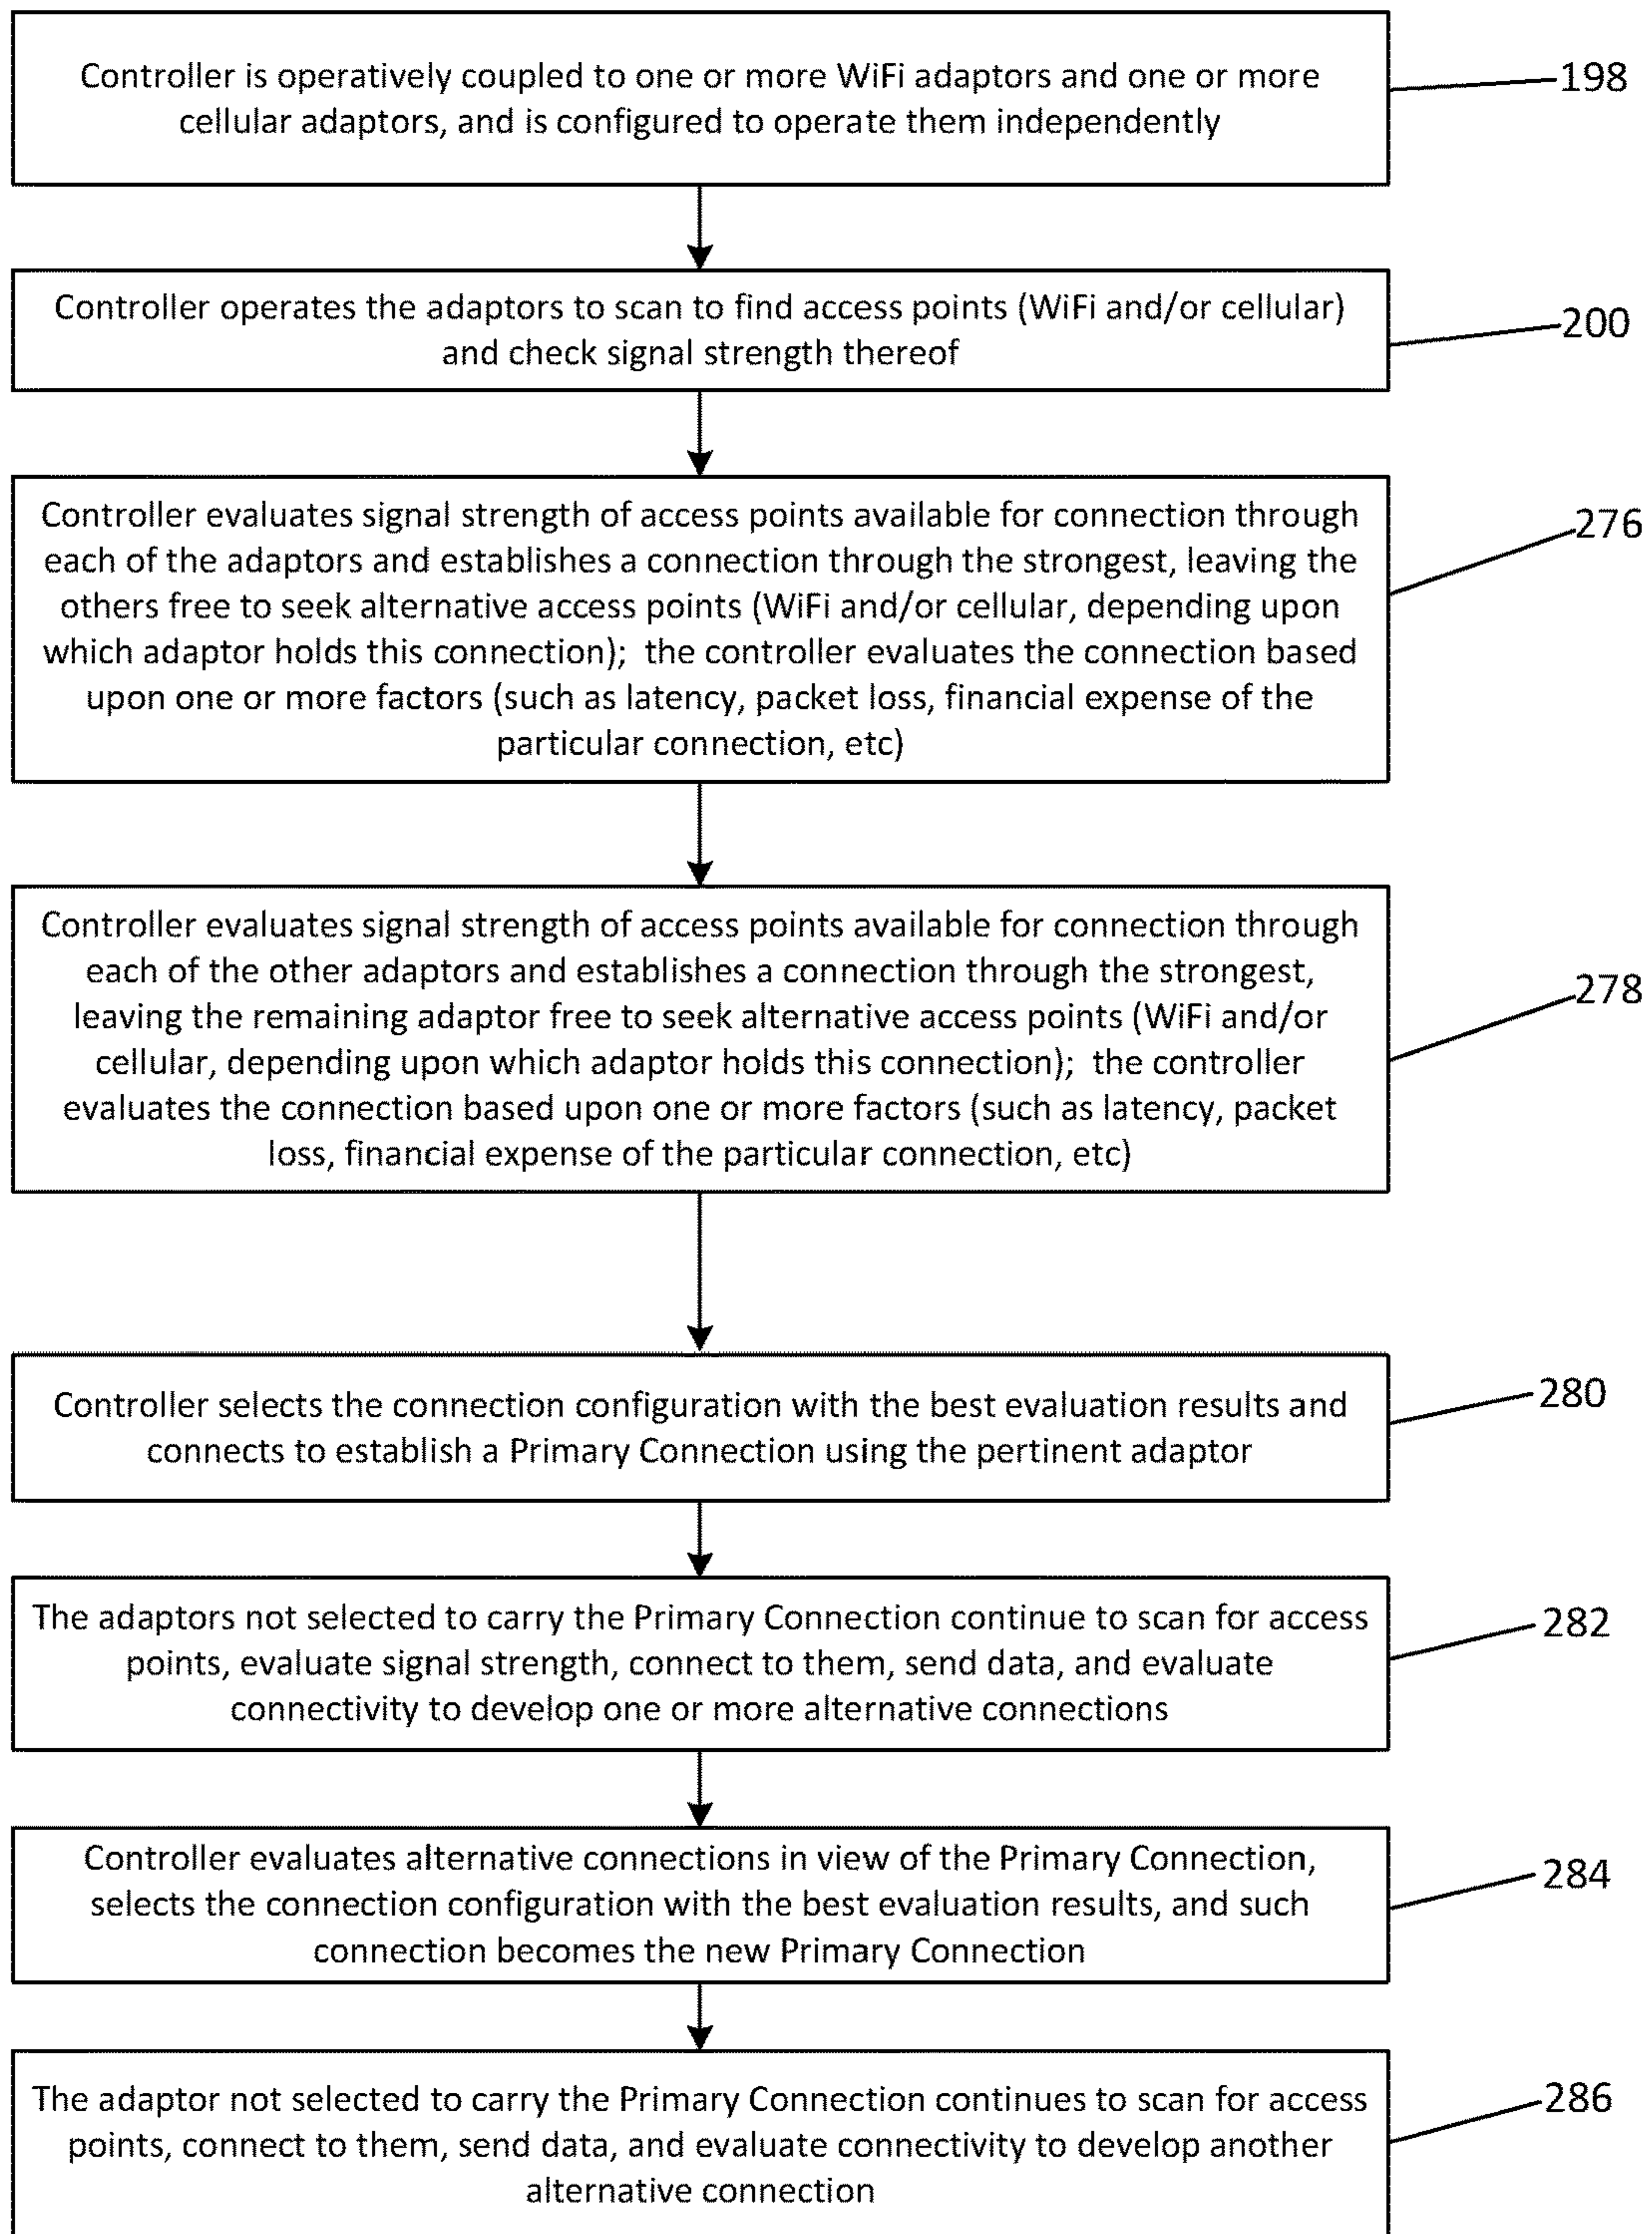 Controller is operatively coupled to one or more WiFi adaptors and one or more
cellular adaptors, and is configured to operate them independently
198
Controller operates the adaptors to scan to find access points (WiFi and/or cellular)
and check signal strength thereof
200
Controller evaluates signal strength of access points available for connection through
each of the adaptors and establishes a connection through the strongest, leaving the
others free to seek alternative access points (WiFi and/or cellular, depending upon
which adaptor holds this connection);  the controller evaluates the connection based
upon one or more factors (such as latency, packet loss, financial expense of the
particular connection, etc)
276
Controller evaluates signal strength of access points available for connection through
each of the other adaptors and establishes a connection through the strongest,
leaving the remaining adaptor free to seek alternative access points (WiFi and/or
cellular, depending upon which adaptor holds this connection);  the controller
evaluates the connection based upon one or more factors (such as latency, packet
loss, financial expense of the particular connection, etc)
278
Controller selects the connection configuration with the best evaluation results and
connects to establish a Primary Connection using the pertinent adaptor
280
The adaptors not selected to carry the Primary Connection continue to scan for access
points, evaluate signal strength, connect to them, send data, and evaluate
connectivity to develop one or more alternative connections
282
Controller evaluates alternative connections in view of the Primary Connection,
selects the connection configuration with the best evaluation results, and such
connection becomes the new Primary Connection
284
The adaptor not selected to carry the Primary Connection continues to scan for access
points, connect to them, send data, and evaluate connectivity to develop another
alternative connection
286